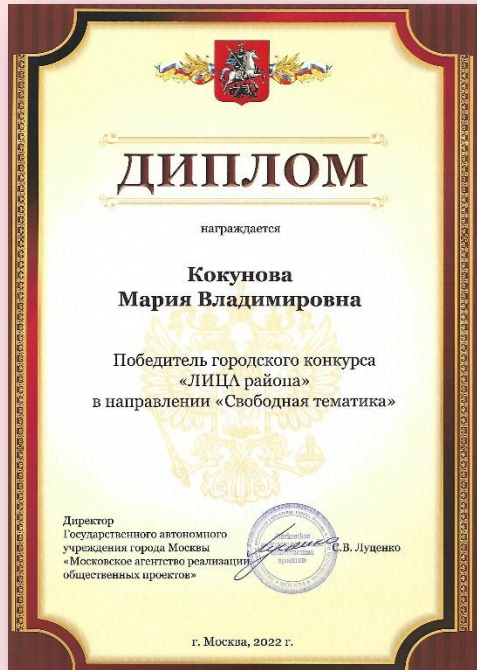 ДИПЛОМ
награждается
Кокунова
Мария Владимировна
Победитель городского конкурса
«ЛИЦА района»
в направлении «Свободная тематика»
Директор
Государственного автономного
учреждения города Москвы
«Московское агентство реализации
общественных проектов»
С.В. Луценко
г. Москва, 2022 г.